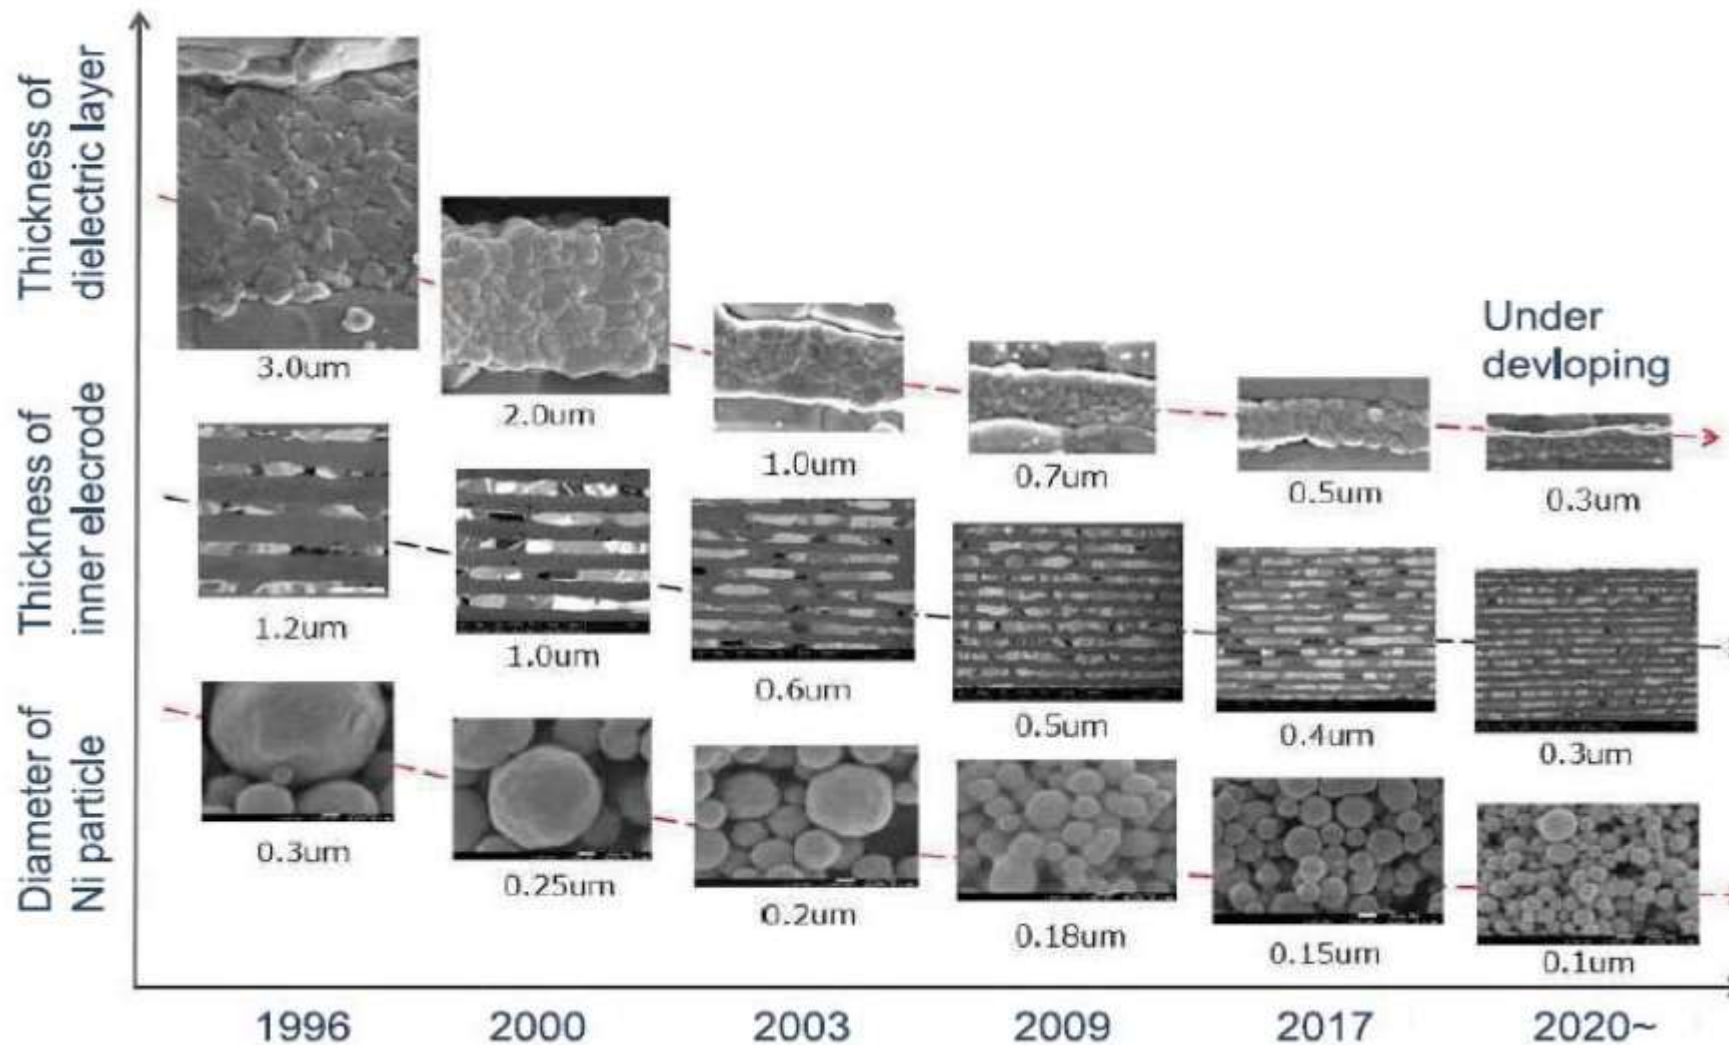 Thickness of
dielectric layer
3.0um
2.0um
1.0um
0.7um
0.5um
Under
devloping
0.3um
Thickness of
inner elecrode
1.2um
1.0um
0.6um
0.5um
0.4um
0.3um
Diameter of
Ni particle
0.3um
0.25um
0.2um
0.18um
0.15um
0.1um
1996
2000
2003
2009
2017
2020~